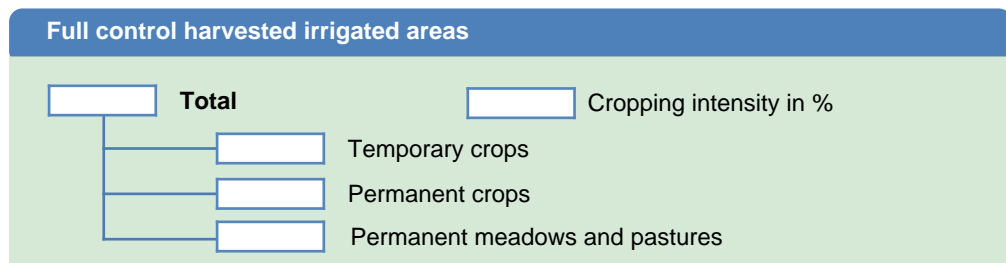 Full control harvested irrigated areas
Total
Cropping intensity in %
Temporary crops
Permanent crops
Permanent meadows and pastures